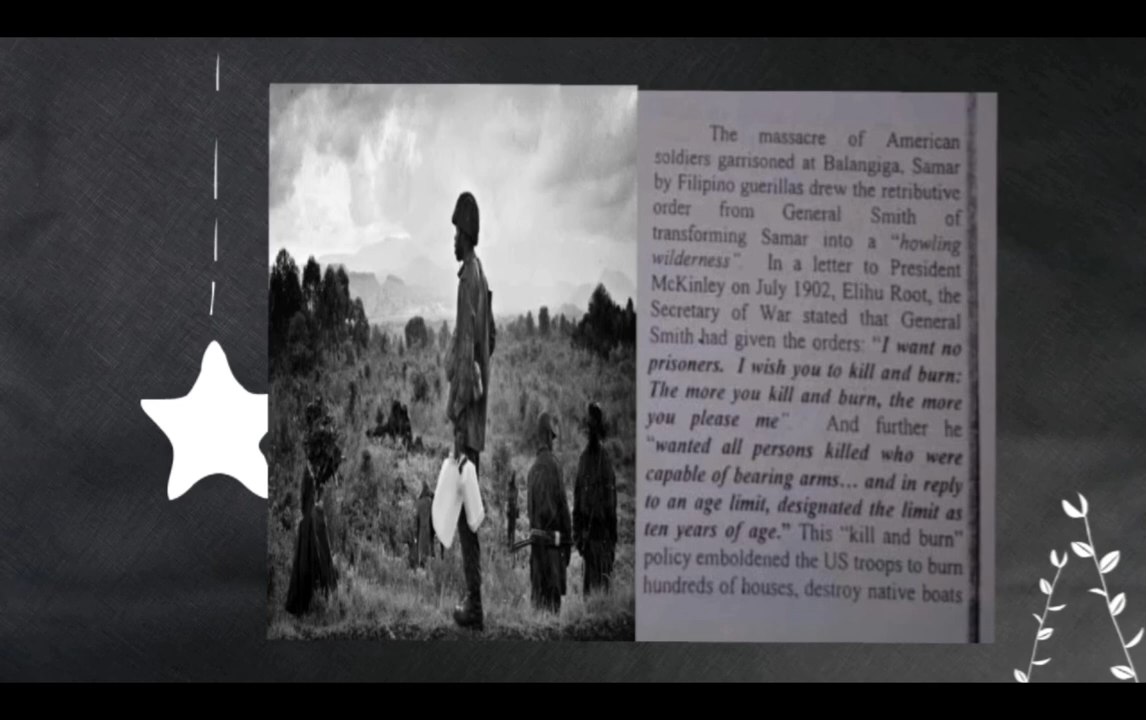 The massacre of American
soldiers garrisoned at Balangiga, Samar
by Filipino guerillas drew the retributive
order from General Smith of
transforming Samar into a "howling
wilderness". In a letter to President
McKinley on July 1902, Elihu Root, the
Secretary of War stated that General
Smith had given the orders: "I want no
prisoners. I wish you to kill and burn:
The more you kill and burn, the more
you please me" And further he
"wanted all persons killed who were
capable of bearing arms... and in reply
to an age limit, designated the limit as
ten years of age." This "kill and burn"
policy emboldened the US troops to burn
hundreds of houses, destroy native boats